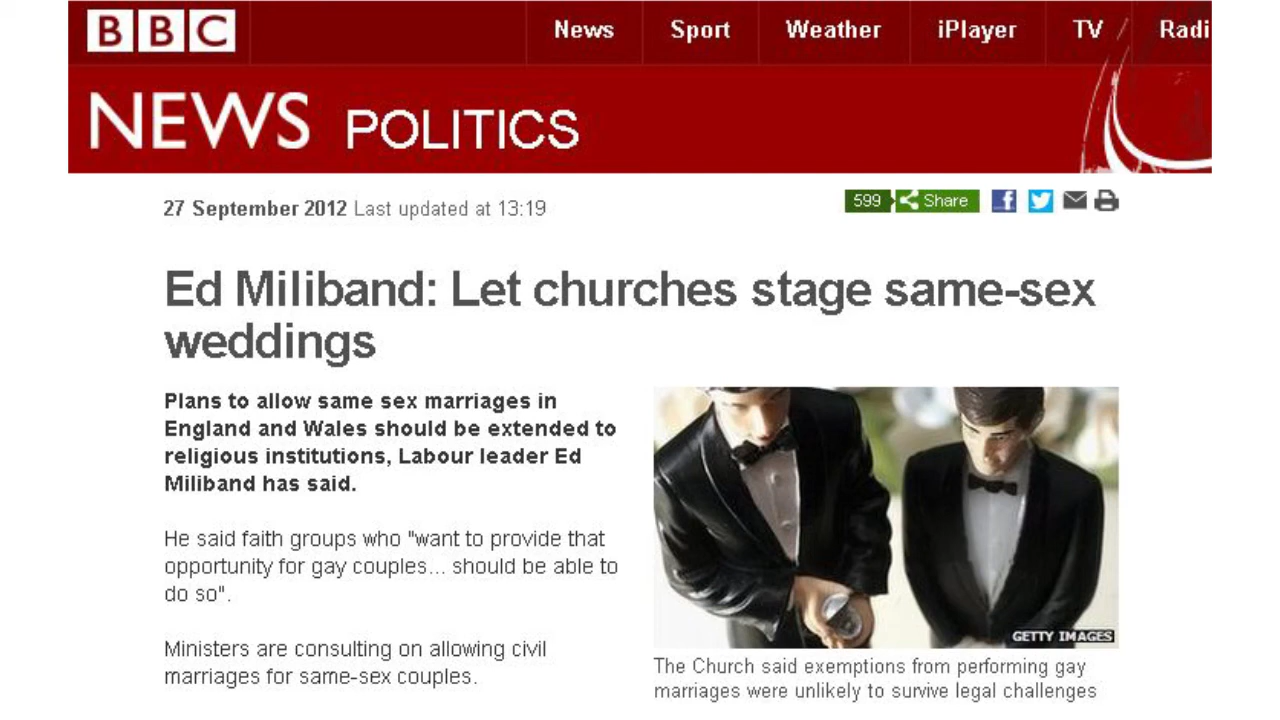 BBC
News Sport Weather iPlayer TV Radi
NEWS POLITICS
27 September 2012 Last updated at 13:19
599 Share
Ed Miliband: Let churches stage same-sex
weddings
Plans to allow same sex marriages in
England and Wales should be extended to
religious institutions, Labour leader Ed
Miliband has said.
He said faith groups who "want to provide that
opportunity for gay couples... should be able to
do so".
Ministers are consulting on allowing civil
marriages for same-sex couples.
GETTY IMAGES
The Church said exemptions from performing gay
marriages were unlikely to survive legal challenges